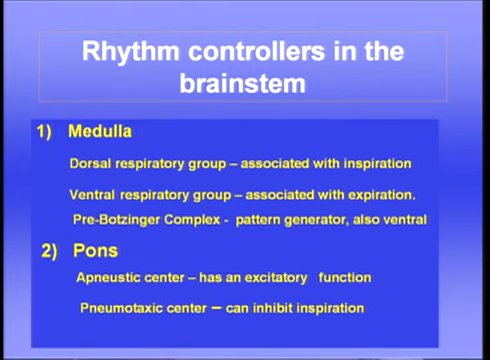 Rhythm controllers in the
brainstem
1) Medulla
Dorsal respiratory group – associated with inspiration
Ventral respiratory group – associated with expiration.
Pre-Botzinger Complex - pattern generator, also ventral
2) Pons
Apneustic center – has an excitatory function
Pneumotaxic center – can inhibit inspiration